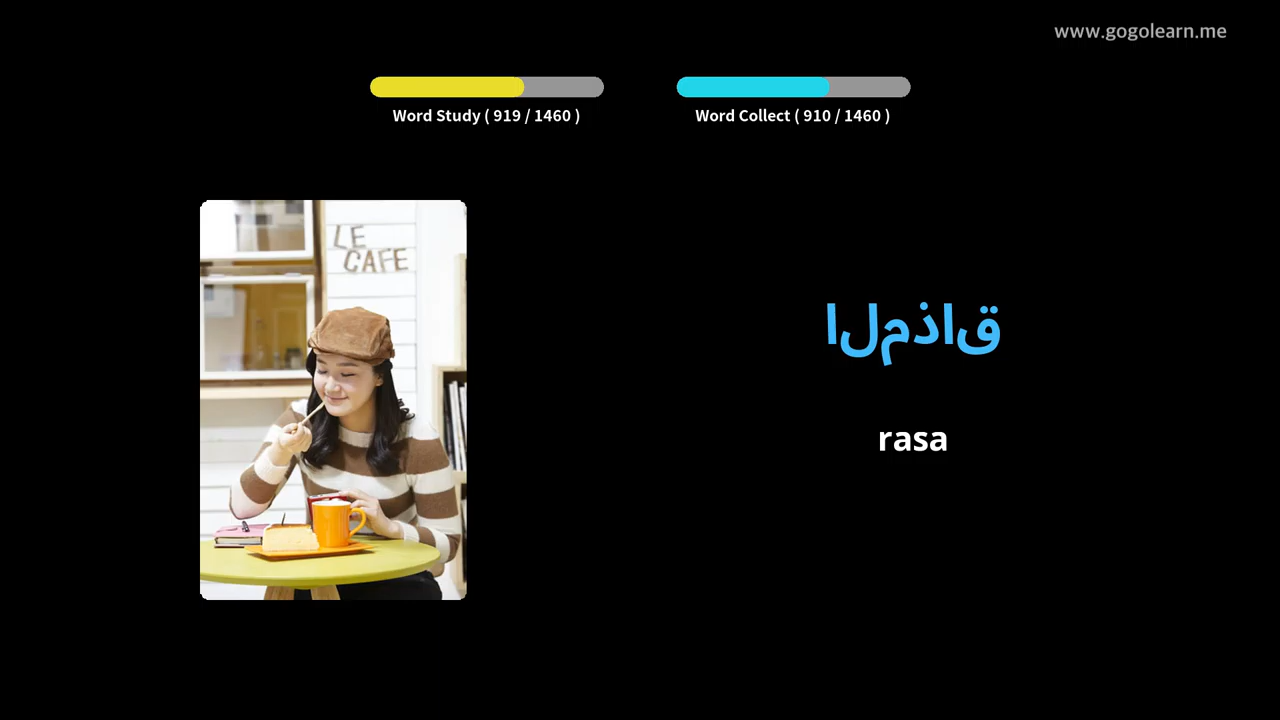 www.gogolearn.me
Word Study ( 919 / 1460 )
Word Collect ( 910 / 1460 )
LE
CAFE
المذاق
rasa